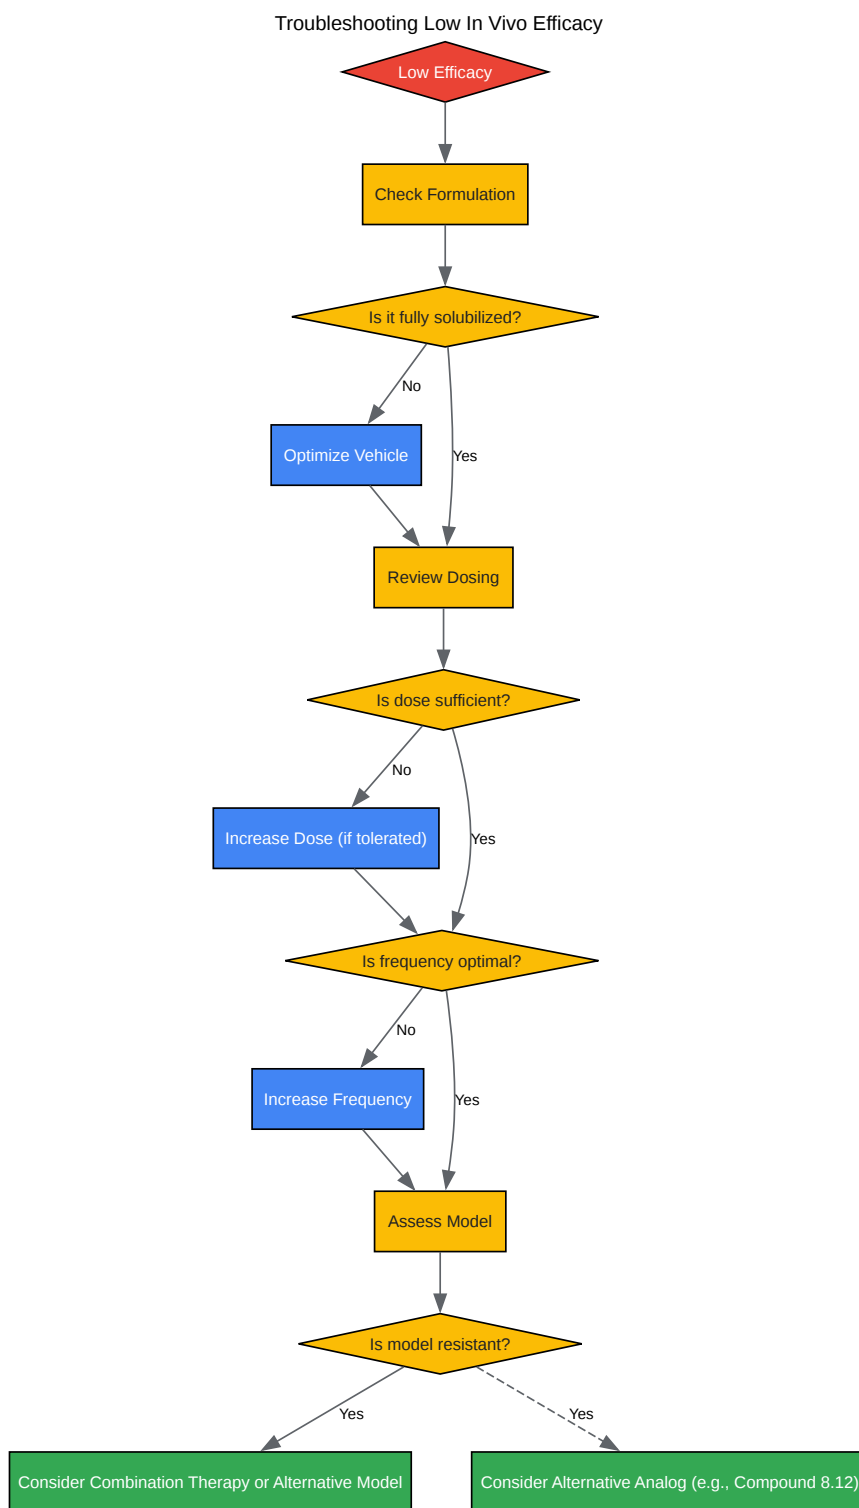 Troubleshooting Low In Vivo Efficacy
Low Efficacy
Check Formulation
Is it fully solubilized?
No
Optimize Vehicle
Yes
Review Dosing
Is dose sufficient?
No
Increase Dose (if tolerated)
Yes
Is frequency optimal?
No
Increase Frequency
Yes
Assess Model
Is model resistant?
Yes
Yes
Consider Combination Therapy or Alternative Model
Consider Alternative Analog (e.g., Compound 8.12)